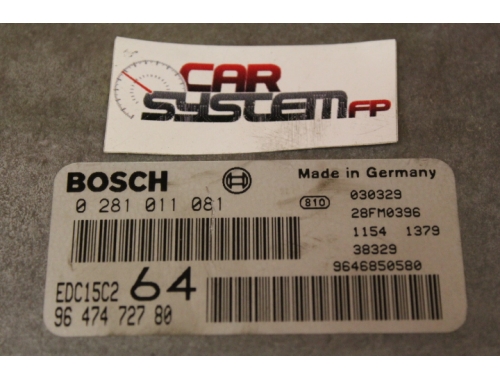 CAR
SYSTEM FP
BOSCH
Made in Germany
0 281 011 081
810
030329
28FM0396
1154 1379
38329
9646850580
EDC15C2 64
96 474 727 80